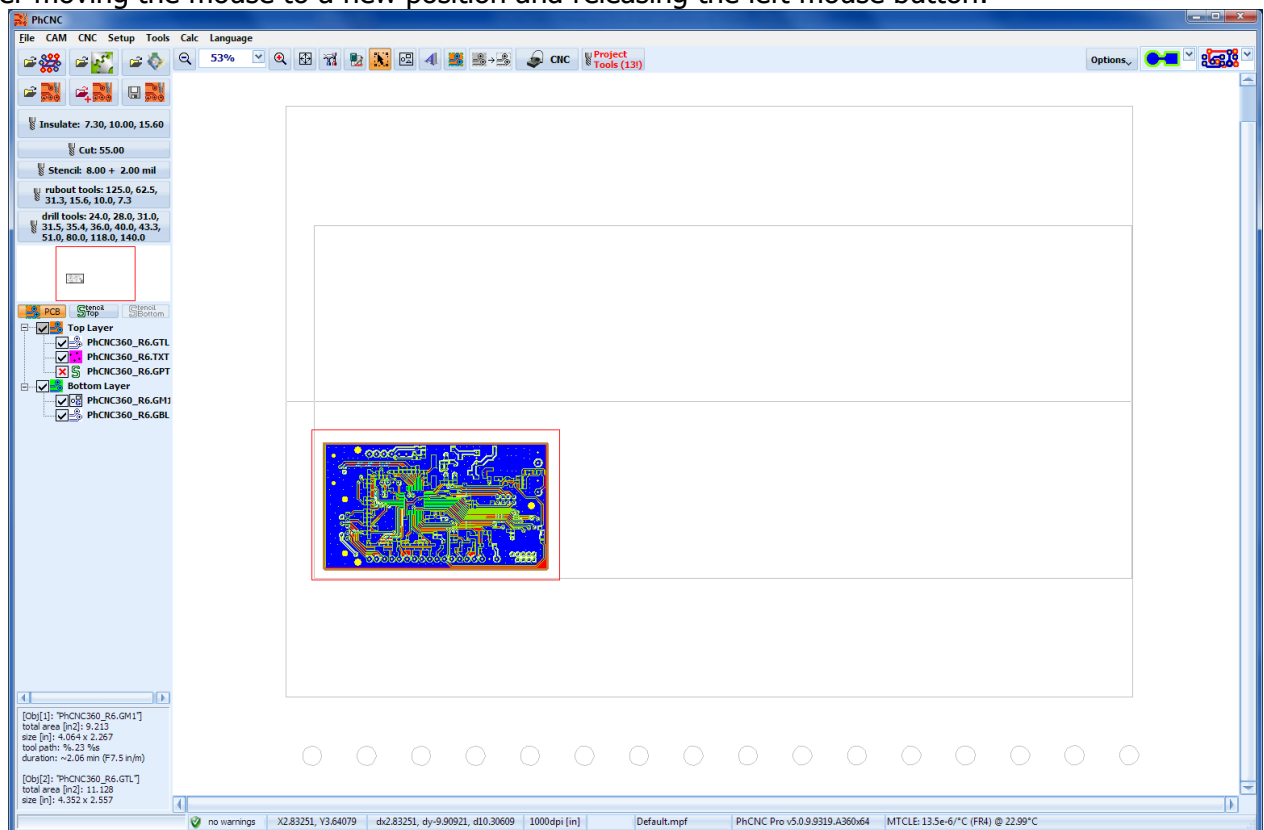 er moving the mouse to a new position and releasing the left mouse button.
PhCNC
File CAM CNC Setup Tools Calc Language
53%
CNC
Project
Tools (13!)
Options
Insulate: 7.30, 10.00, 15.60
Cut: 55.00
Stencil: 8.00 + 2.00 mil
rubout tools: 125.0, 62.5,
31.3, 15.6, 10.0, 7.3
drill tools: 24.0, 28.0, 31.0,
31.5, 35.4, 36.0, 40.0, 43.3,
51.0, 80.0, 118.0, 140.0
PCB
Stencil
Top
Stencil
Bottom
Top Layer
PhCNC360_R6.GTL
PhCNC360_R6.TXT
PhCNC360_R6.GPT
Bottom Layer
PhCNC360_R6.GM1
PhCNC360_R6.GBL
[Obj[1]: "PhCNC360_R6.GM1"]
total area [in2]: 9.213
size [in]: 4.064 x 2.267
tool path: %.23 %s
duration: ~2.06 min (F7.5 in/m)
[Obj[2]: "PhCNC360_R6.GTL"]
total area [in2]: 11.128
size [in]: 4.352 x 2.557
no warnings X2.83251, Y3.64079 dx2.83251, dy-9.90921, d10.30609 1000dpi [in] Default.mpf PhCNC Pro v5.0.9.9319.A360x64 MTCLE: 13.5e-6/°C (FR4) @ 22.99°C